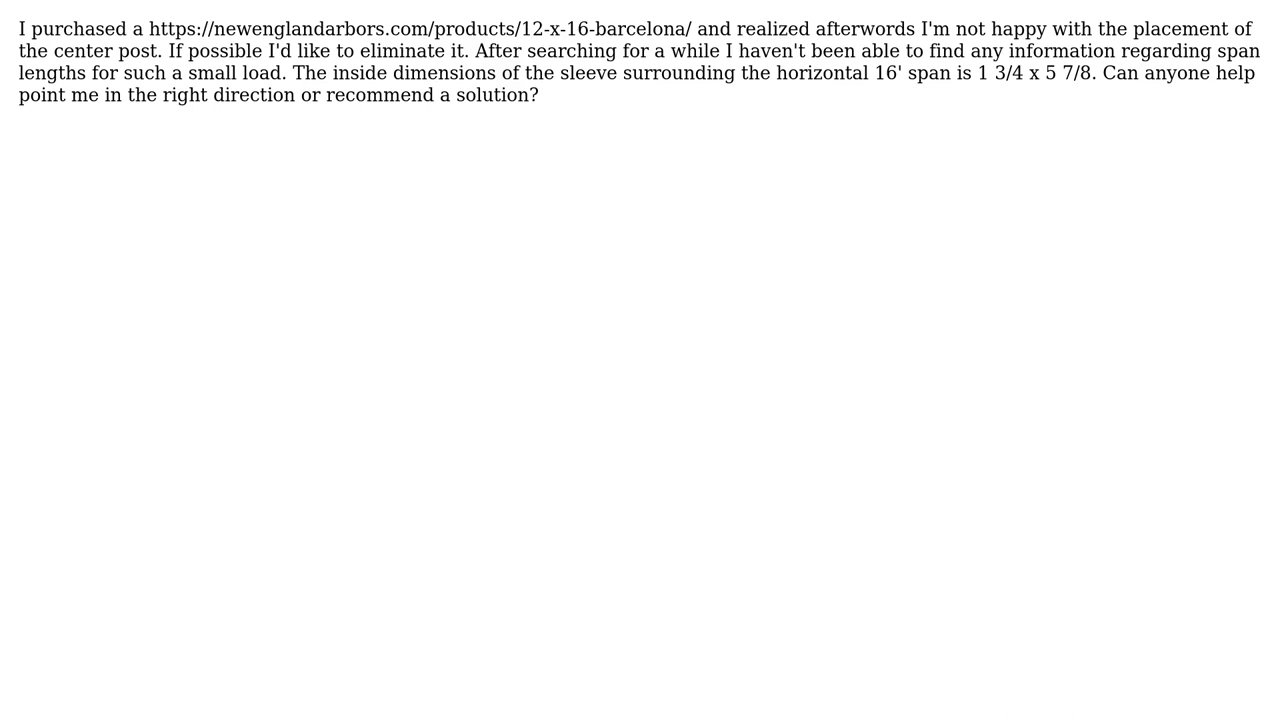 I purchased a https://newenglandarbors.com/products/12-x-16-barcelona/ and realized afterwords I'm not happy with the placement of
the center post. If possible I'd like to eliminate it. After searching for a while I haven't been able to find any information regarding span
lengths for such a small load. The inside dimensions of the sleeve surrounding the horizontal 16' span is 1 3/4 x 5 7/8. Can anyone help
point me in the right direction or recommend a solution?